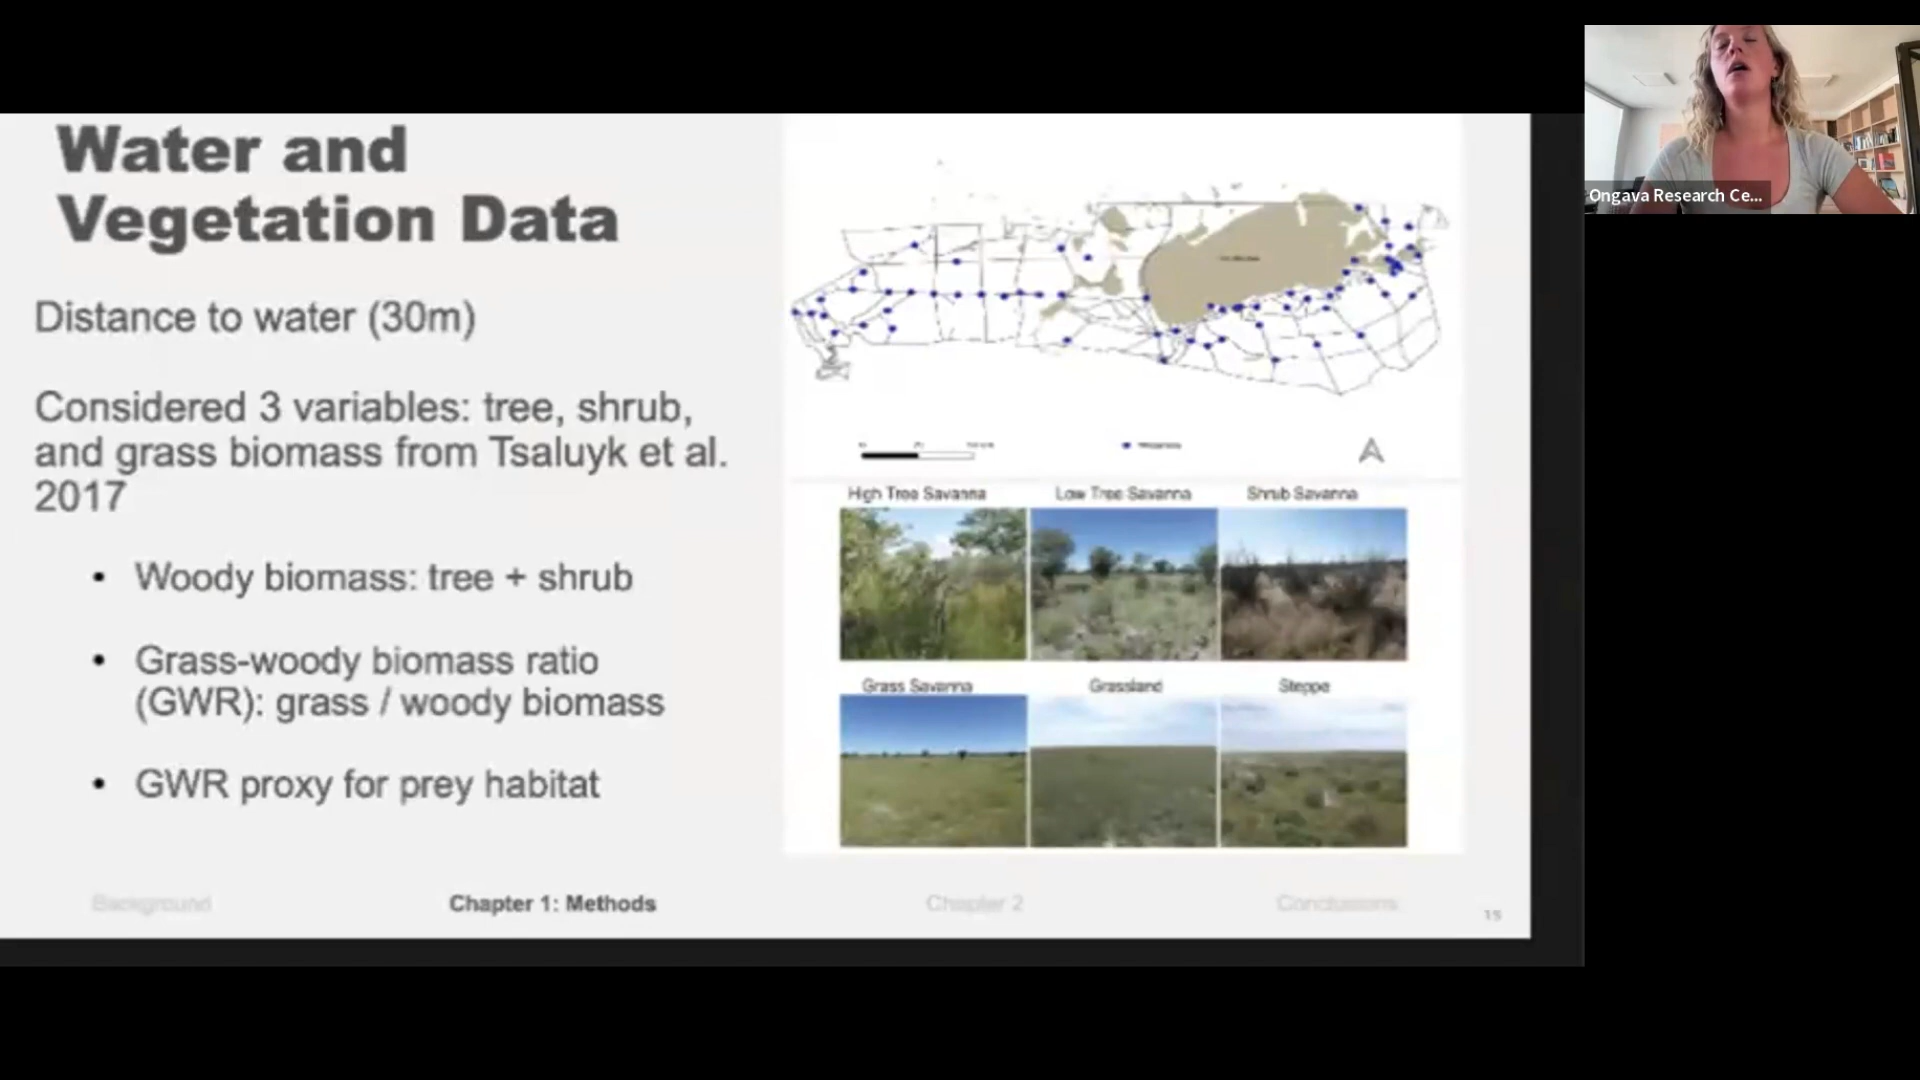 Water and
Vegetation Data
Distance to water (30m)
Considered 3 variables: tree, shrub,
and grass biomass from Tsaluyk et al.
2017
• Woody biomass: tree + shrub
• Grass-woody biomass ratio
(GWR): grass / woody biomass
• GWR proxy for prey habitat
High Tree Savanna
Low Tree Savanna
Shrub Savanna
Grass Savanna
Grassland
Steppe
Background
Chapter 1: Methods
Chapter 2
Conclusions
15
Ongava Research Ce...